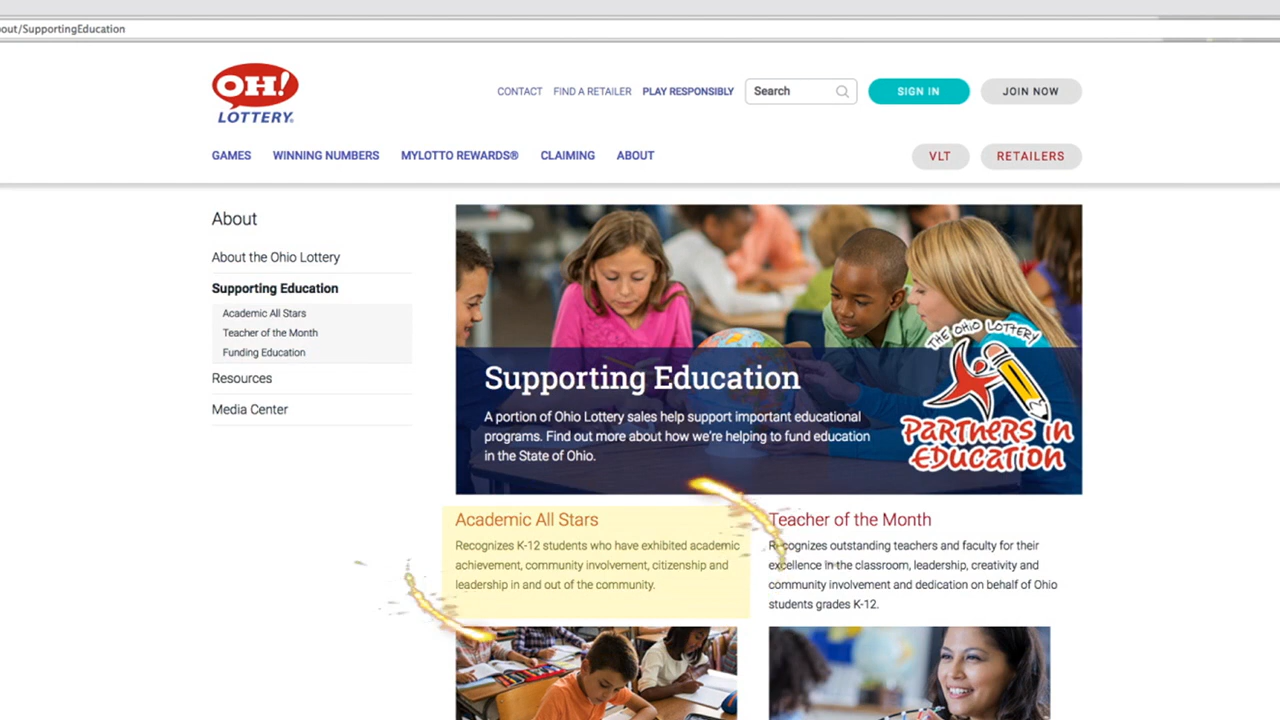 out/SupportingEducation
OH!
LOTTERY.
CONTACT FIND A RETAILER PLAY RESPONSIBLY Search SIGN IN JOIN NOW
GAMES WINNING NUMBERS MYLOTTO REWARDS® CLAIMING ABOUT VLT RETAILERS
About
About the Ohio Lottery
Supporting Education
Academic All Stars
Teacher of the Month
Funding Education
Resources
Media Center
Supporting Education
A portion of Ohio Lottery sales help support important educational
programs. Find out more about how we're helping to fund education
in the State of Ohio.
THE OHIO LOTTERY
PARTNERS IN
EDUCATION
Academic All Stars
Recognizes K-12 students who have exhibited academic
achievement, community involvement, citizenship and
leadership in and out of the community.
Teacher of the Month
Recognizes outstanding teachers and faculty for their
excellence in the classroom, leadership, creativity and
community involvement and dedication on behalf of Ohio
students grades K-12.